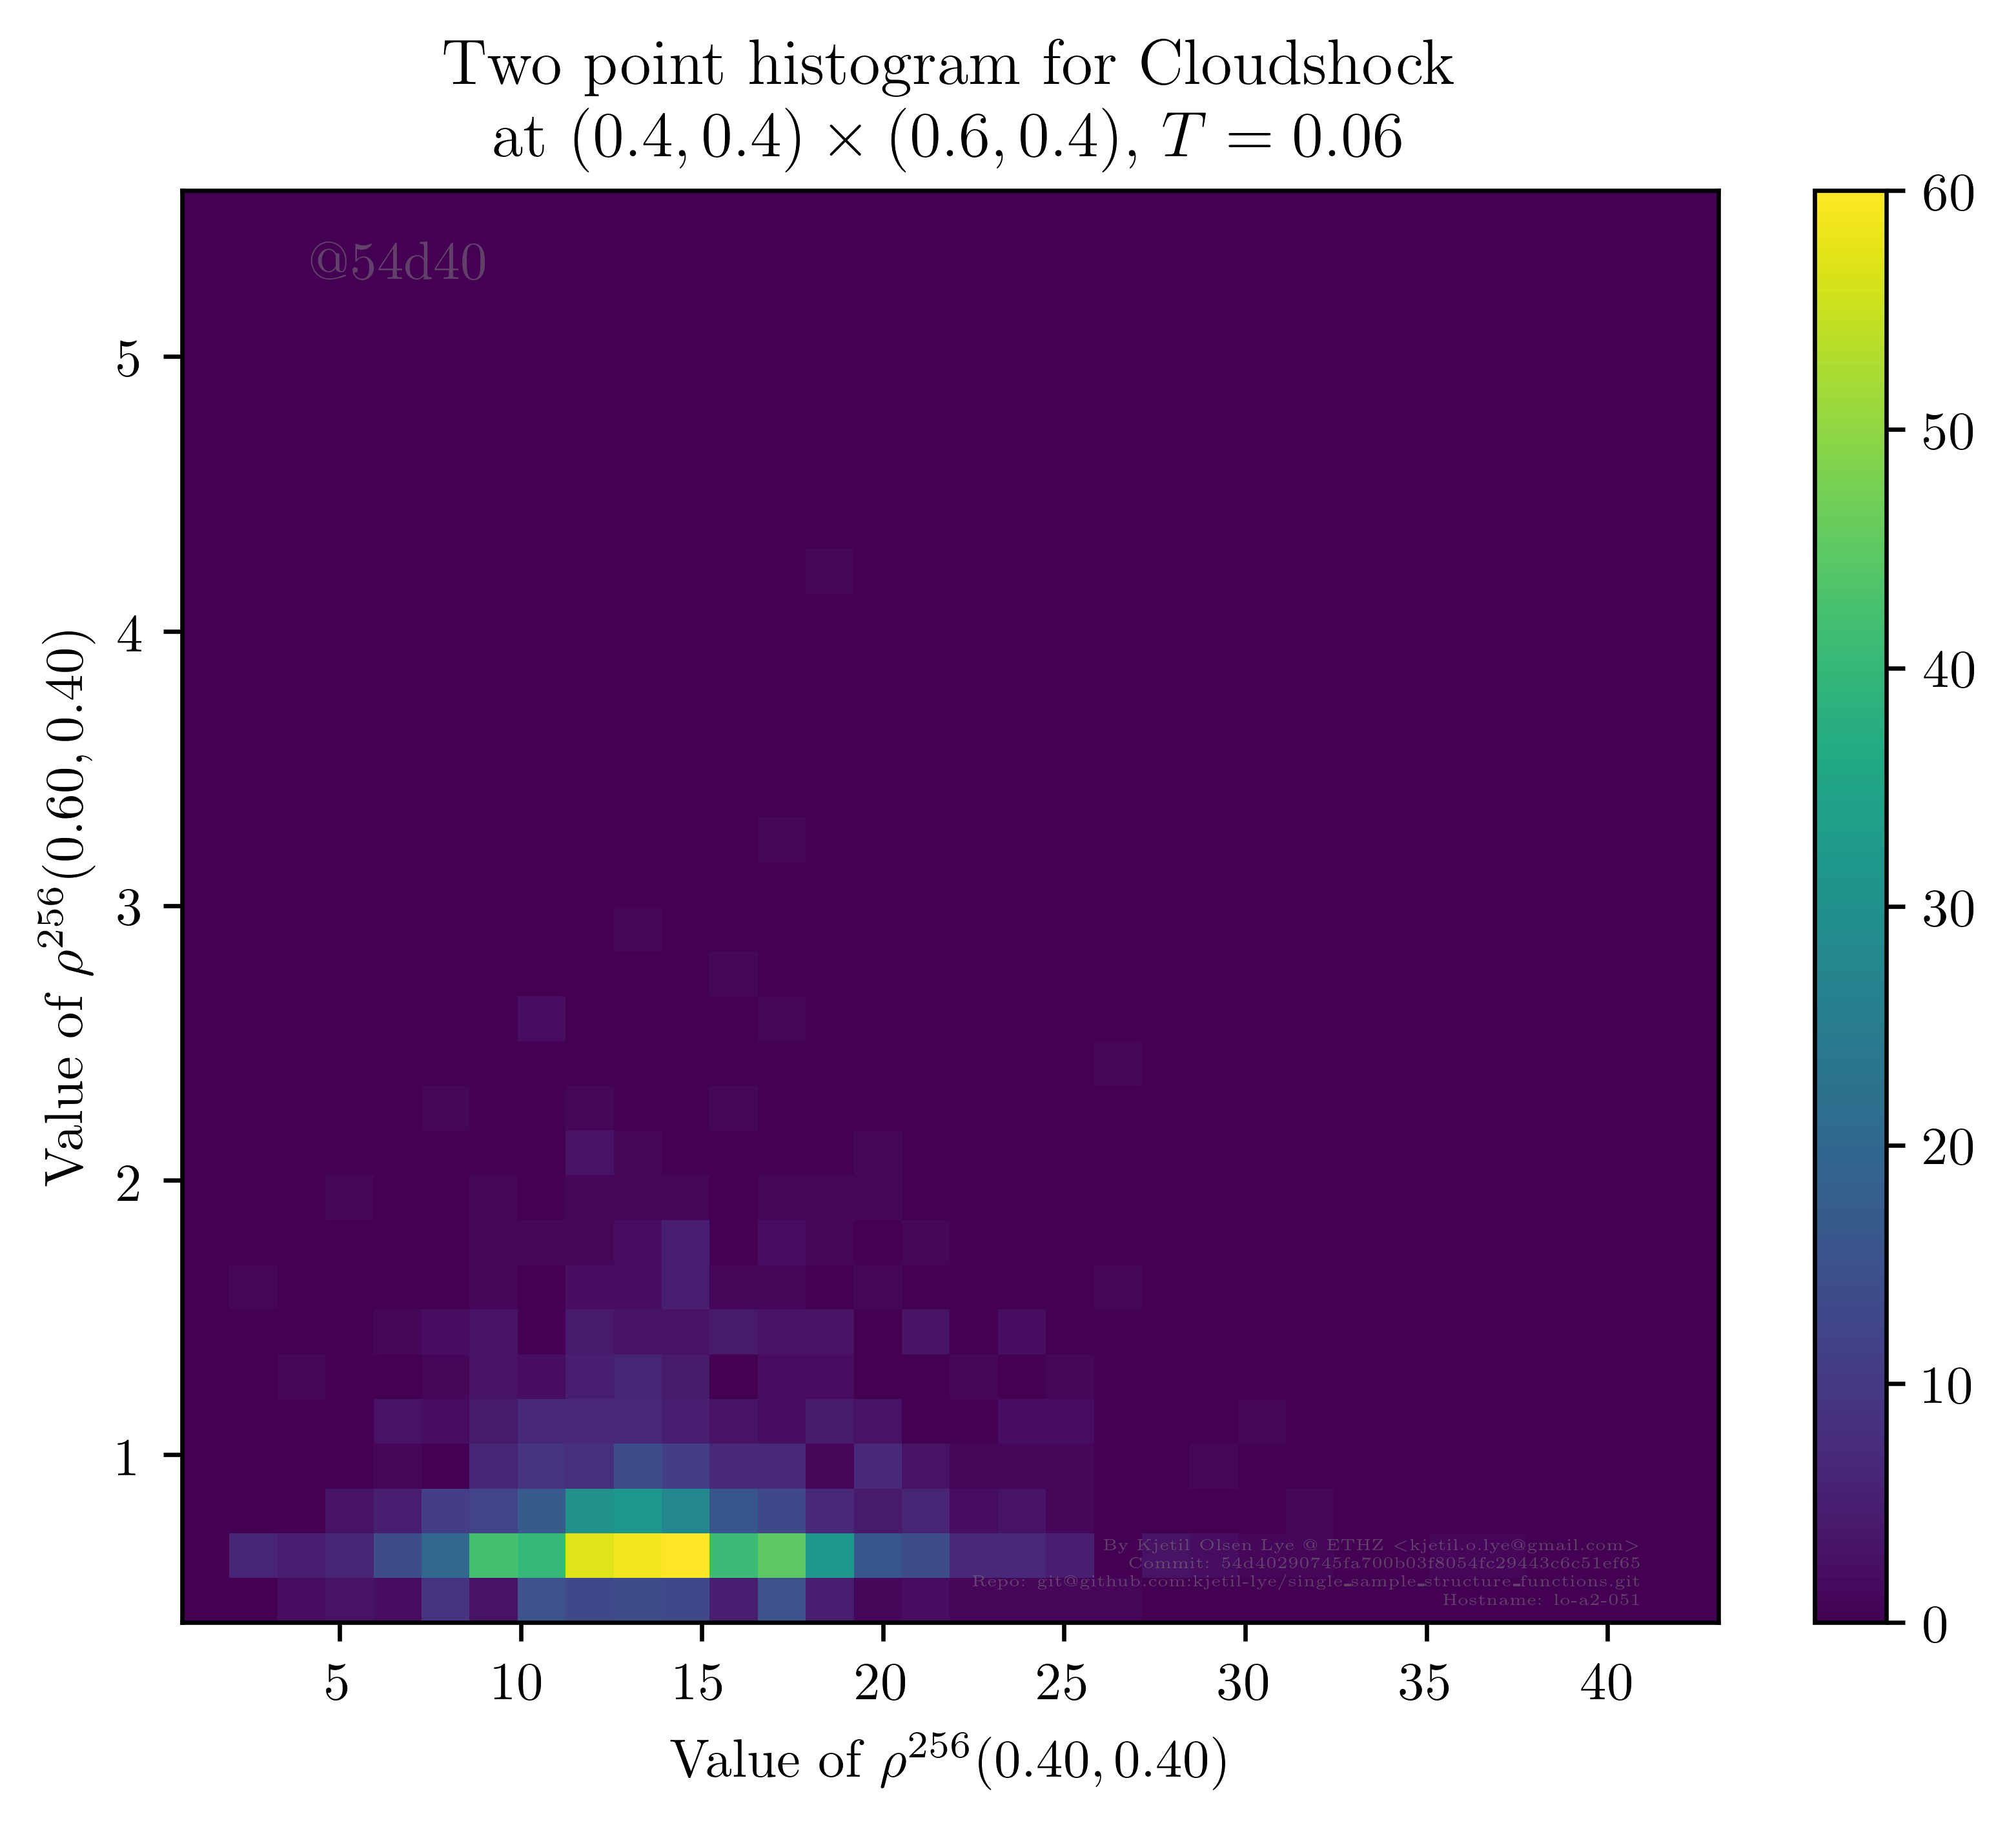 Two point histogram for Cloudshock
at (0.4, 0.4) × (0.6, 0.4), T = 0.06
@54d40
60
50
40
30
20
10
0
5
4
3
2
1
Value of ρ²⁵⁶(0.60, 0.40)
By Kjetil Olsen Lye @ ETHZ <kjetil.o.lye@gmail.com>
Commit: 54d40290745fa700b03f8054fc29443c6c51ef65
Repo: git@github.com:kjetil-lye/single_sample_structure_functions.git
Hostname: lo-a2-051
5 10 15 20 25 30 35 40
Value of ρ²⁵⁶(0.40, 0.40)